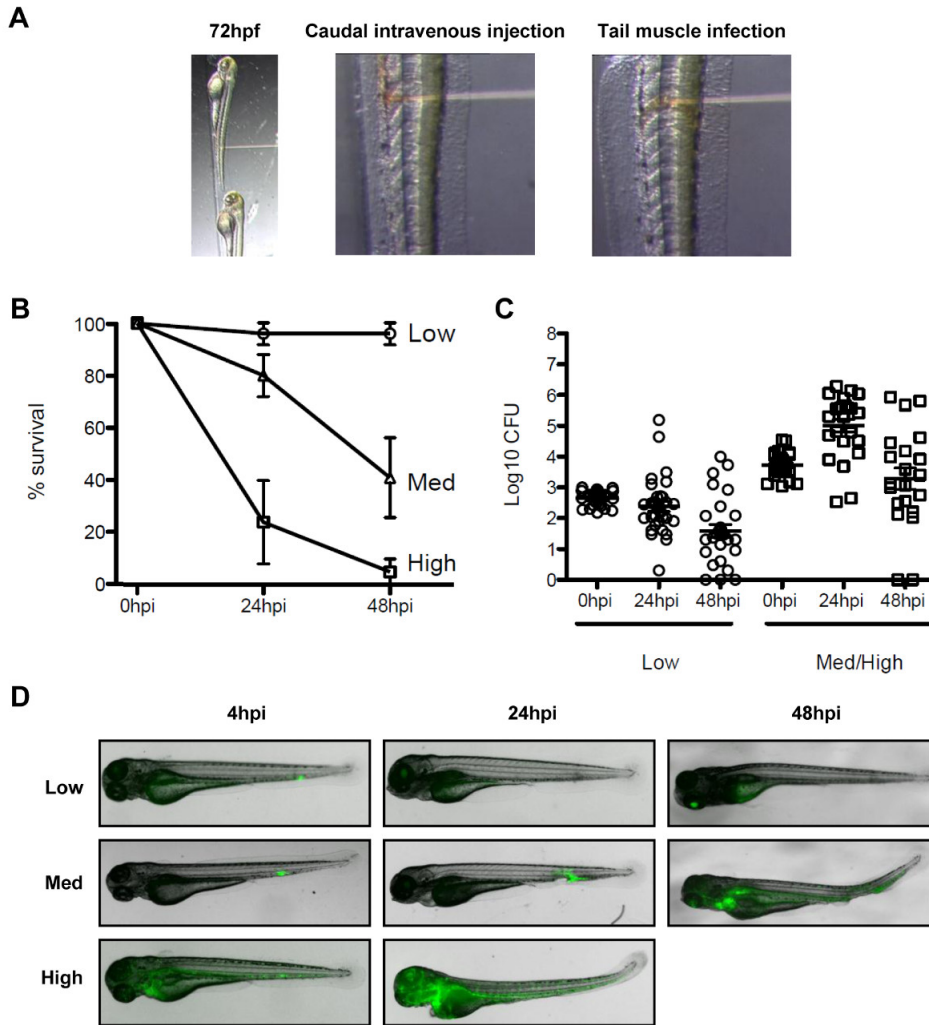 A
72hpf
Caudal intravenous injection
Tail muscle infection
B
% survival
100
80
60
40
20
0
0hpi
24hpi
48hpi
Low
Med
High
C
Log10 CFU
8
7
6
5
4
3
2
1
0
0hpi
24hpi
48hpi
0hpi
24hpi
48hpi
Low
Med/High
D
4hpi
24hpi
48hpi
Low
Med
High